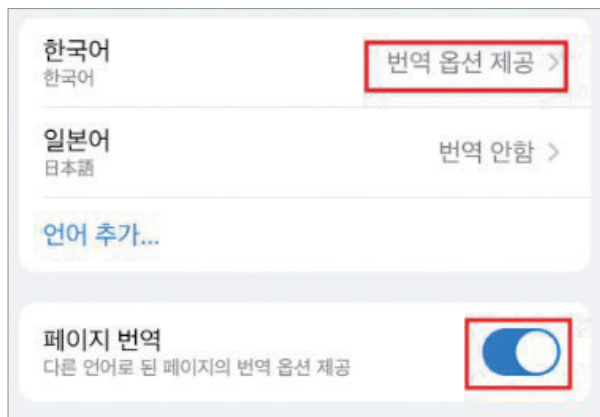 한국어
한국어
번역 옵션 제공 >
일본어
日本語
번역 안함 >
언어 추가...
페이지 번역
다른 언어로 된 페이지의 번역 옵션 제공